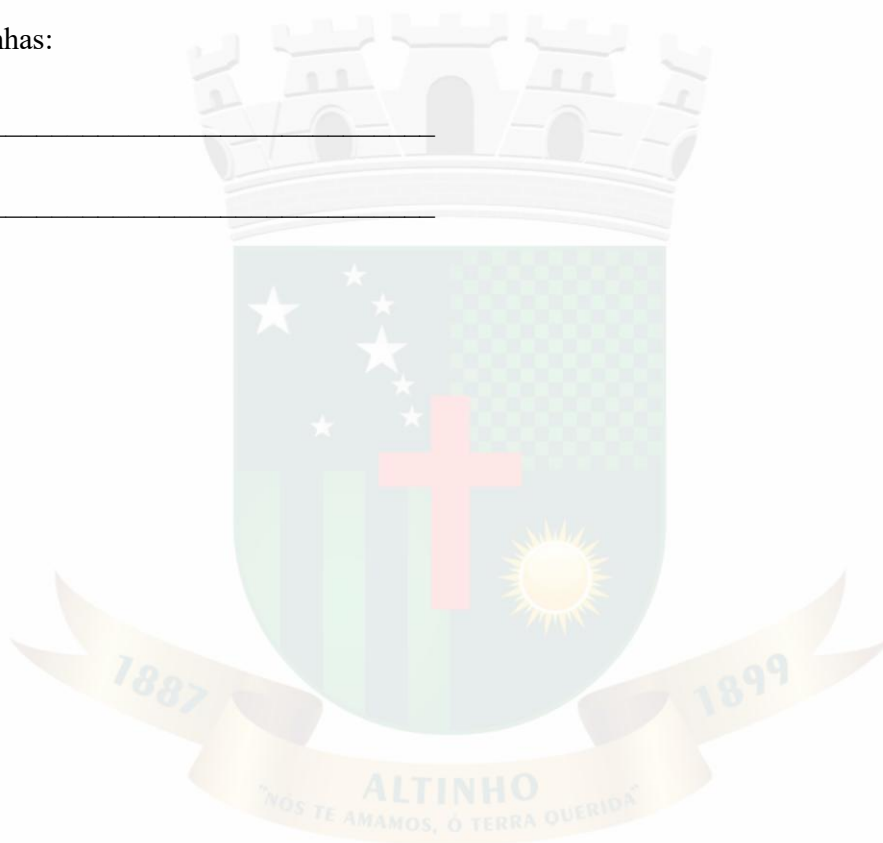 nhas:
1887
1899
ALTINHO
"NÓS TE AMAMOS, Ó TERRA QUERIDA"